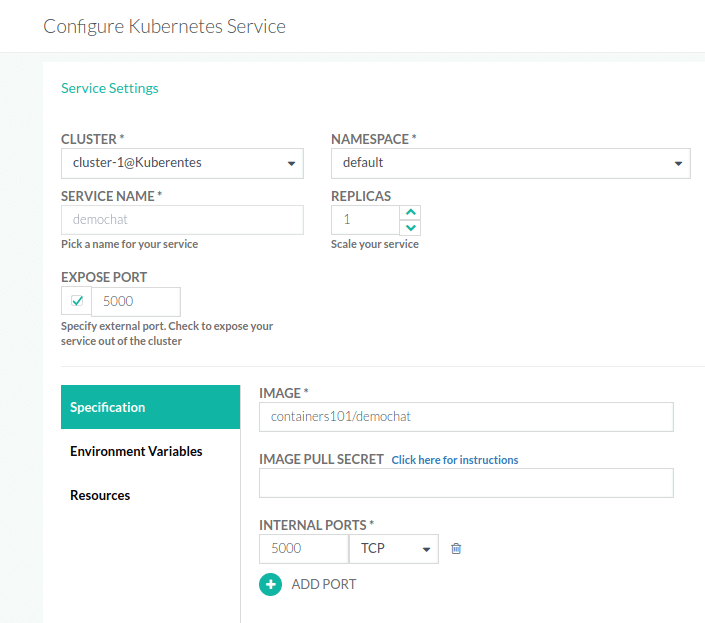 Configure Kubernetes Service
Service Settings
CLUSTER *
NAMESPACE *
cluster-1@Kuberentes
default
SERVICE NAME *
REPLICAS
demochat
1
Pick a name for your service
Scale your service
EXPOSE PORT
5000
Specify external port. Check to expose your
service out of the cluster
Specification
IMAGE *
containers101/demochat
Environment Variables
IMAGE PULL SECRET Click here for instructions
Resources
INTERNAL PORTS *
5000 TCP
ADD PORT